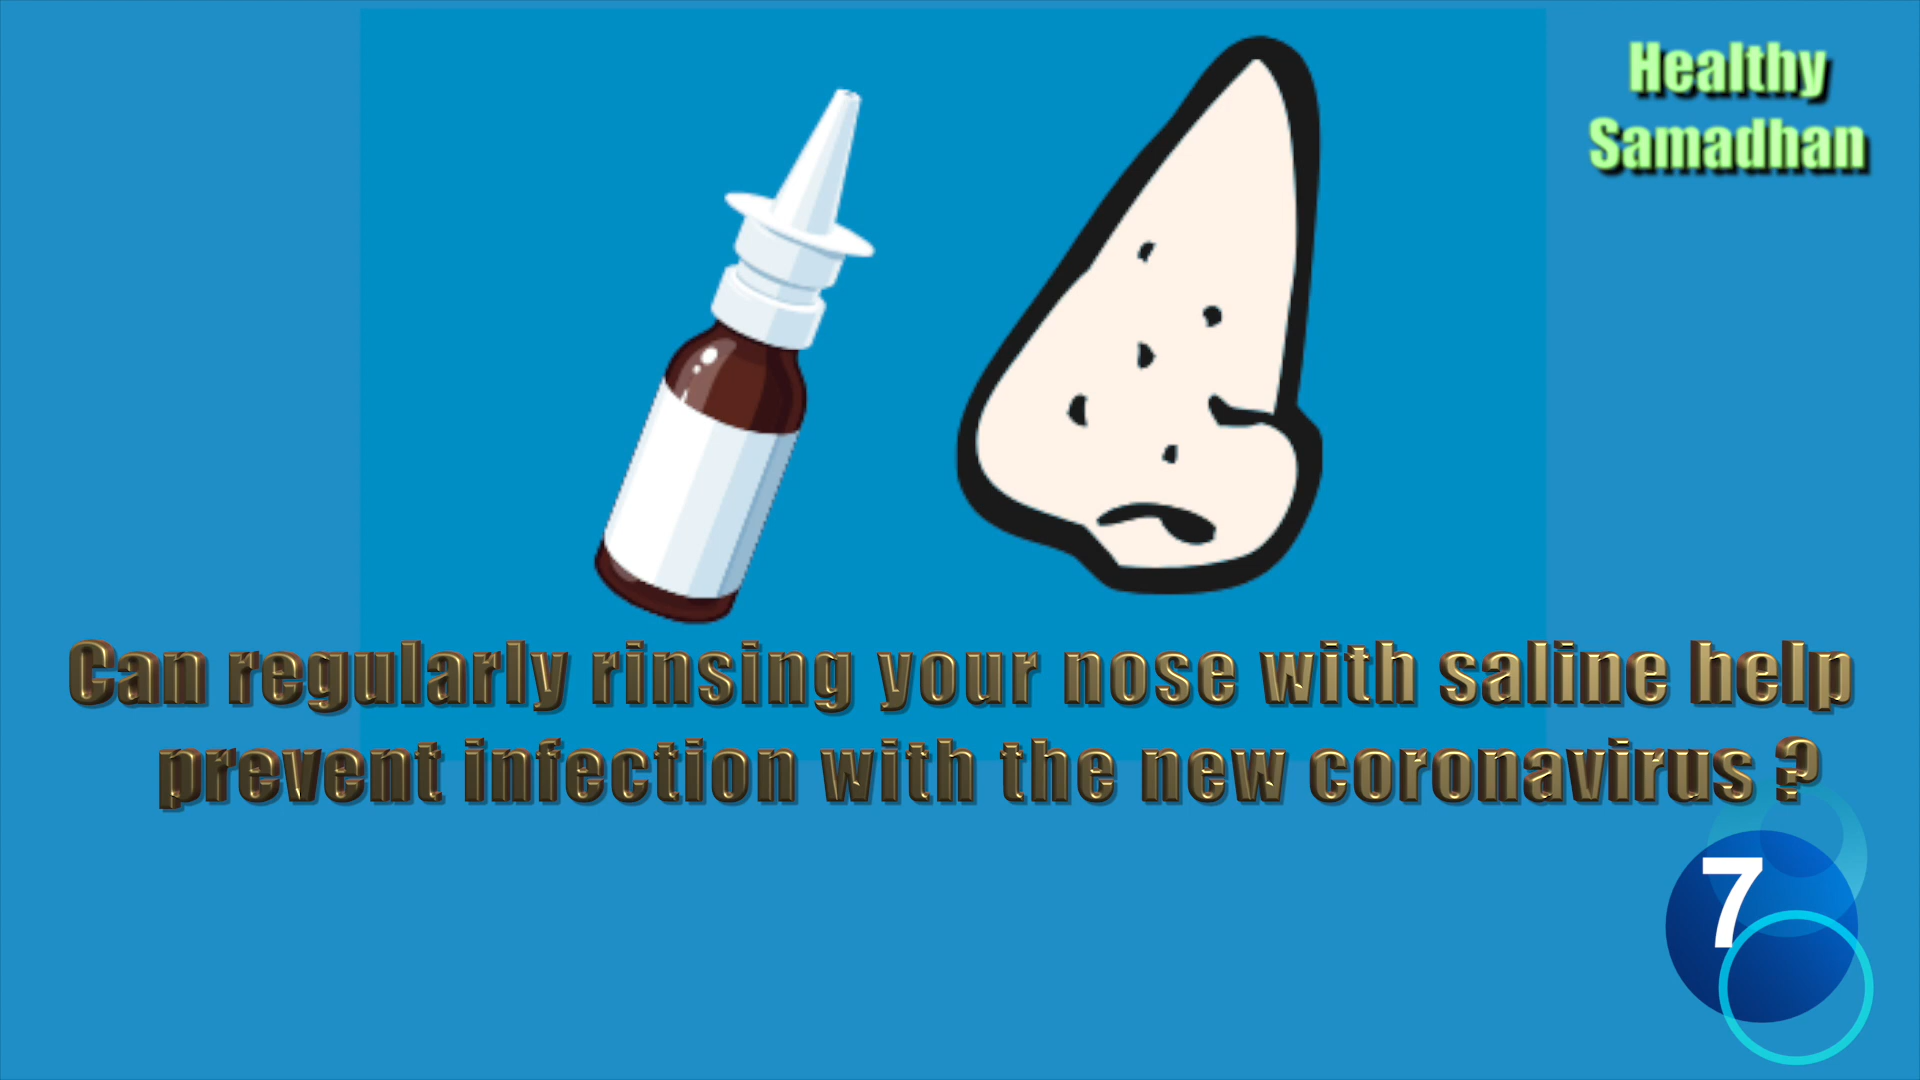 Healthy
Samadhan
Can regularly rinsing your nose with saline help
prevent infection with the new coronavirus ?
7